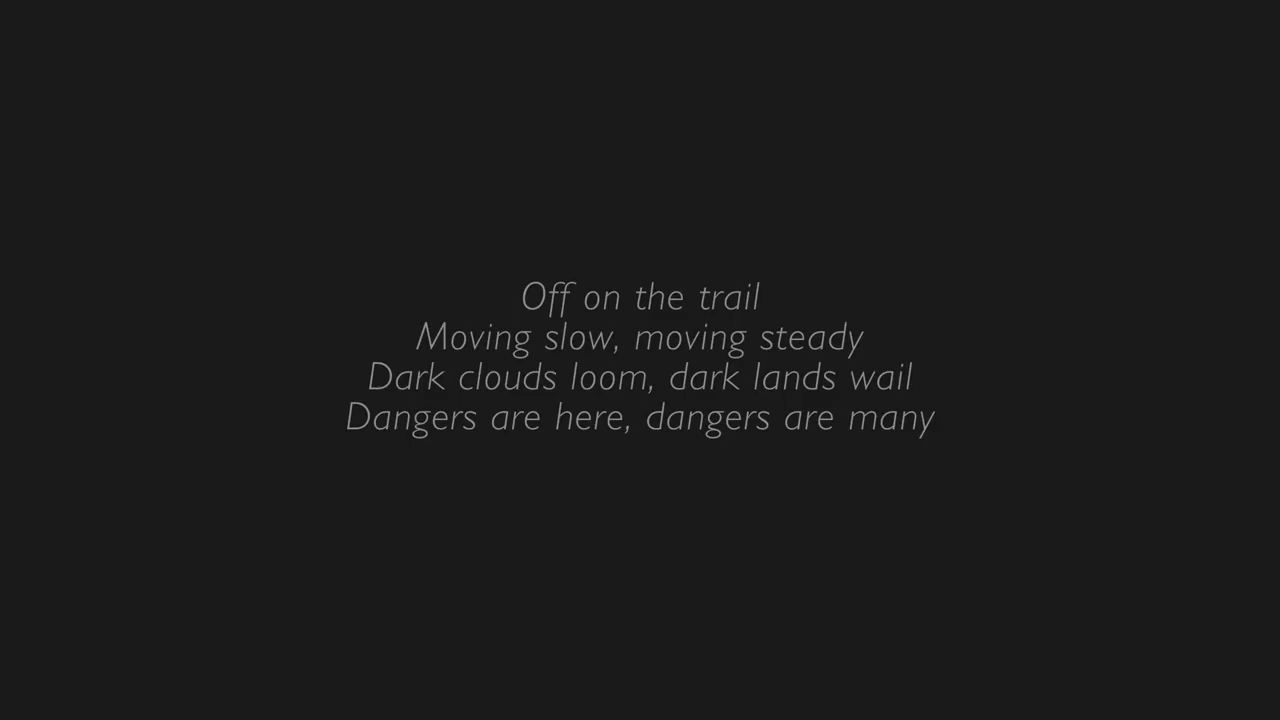 Off on the trail
Moving slow, moving steady
Dark clouds loom, dark lands wail
Dangers are here, dangers are many